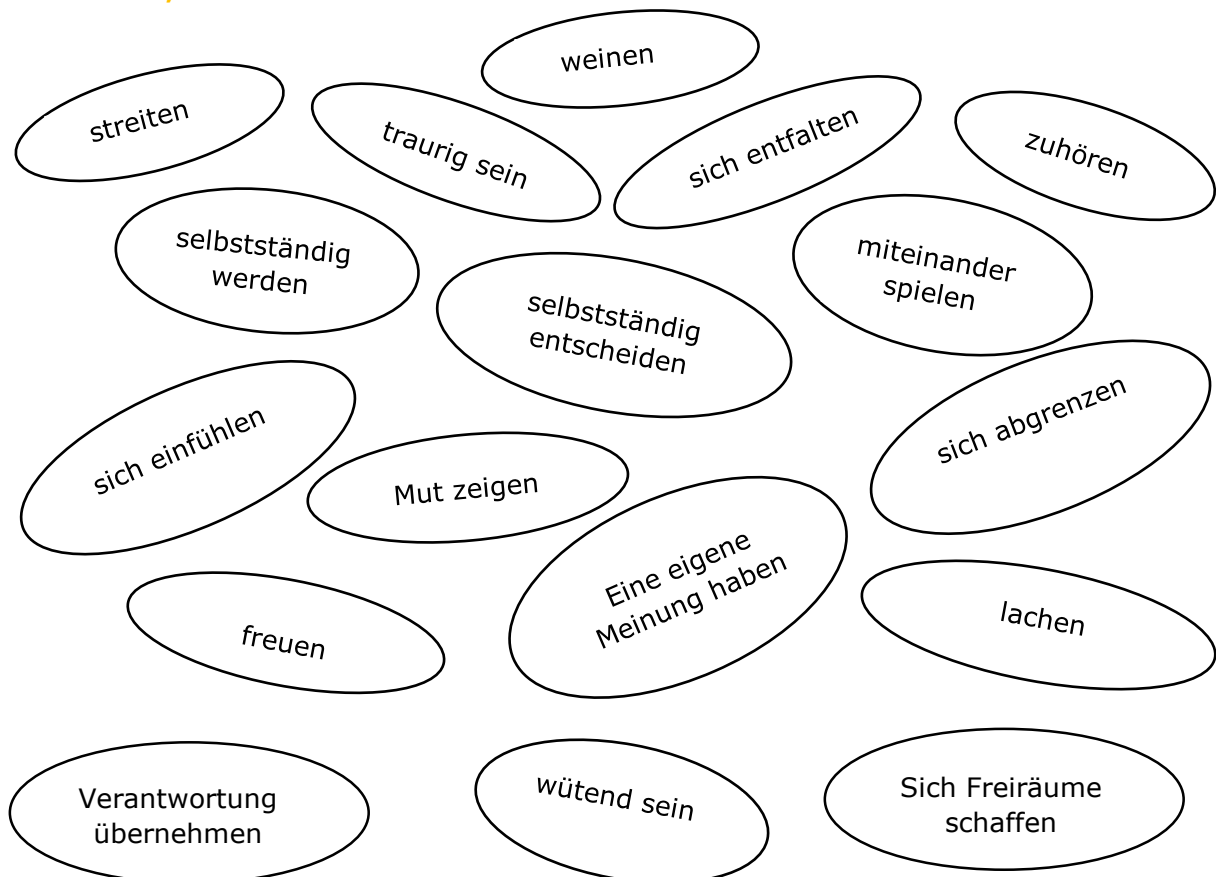 weinen
streiten
traurig sein
sich entfalten
zuhören
selbstständig
werden
selbstständig
entscheiden
miteinander
spielen
sich einfühlen
Mut zeigen
sich abgrenzen
Eine eigene
Meinung haben
freuen
lachen
Verantwortung
übernehmen
wütend sein
Sich Freiräume
schaffen